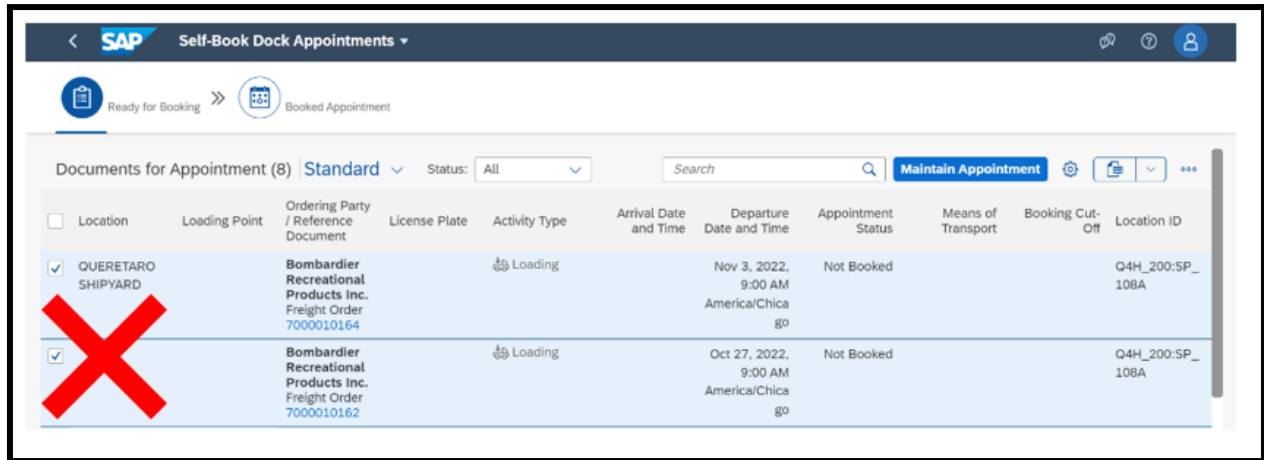 SAP Self-Book Dock Appointments
Ready for Booking
Booked Appointment
Documents for Appointment (8) Standard Status: All Search Maintain Appointment
Location
Loading Point
Ordering Party
/ Reference
Document
License Plate
Activity Type
Arrival Date
and Time
Departure
Date and Time
Appointment
Status
Means of
Transport
Booking Cut-
Off
Location ID
QUERETARO
SHIPYARD
Bombardier
Recreational
Products Inc.
Freight Order
7000010164
Loading
Nov 3, 2022,
9:00 AM
America/Chica
go
Not Booked
Q4H_200:SP_
108A
Bombardier
Recreational
Products Inc.
Freight Order
7000010162
Loading
Oct 27, 2022,
9:00 AM
America/Chica
go
Not Booked
Q4H_200:SP_
108A